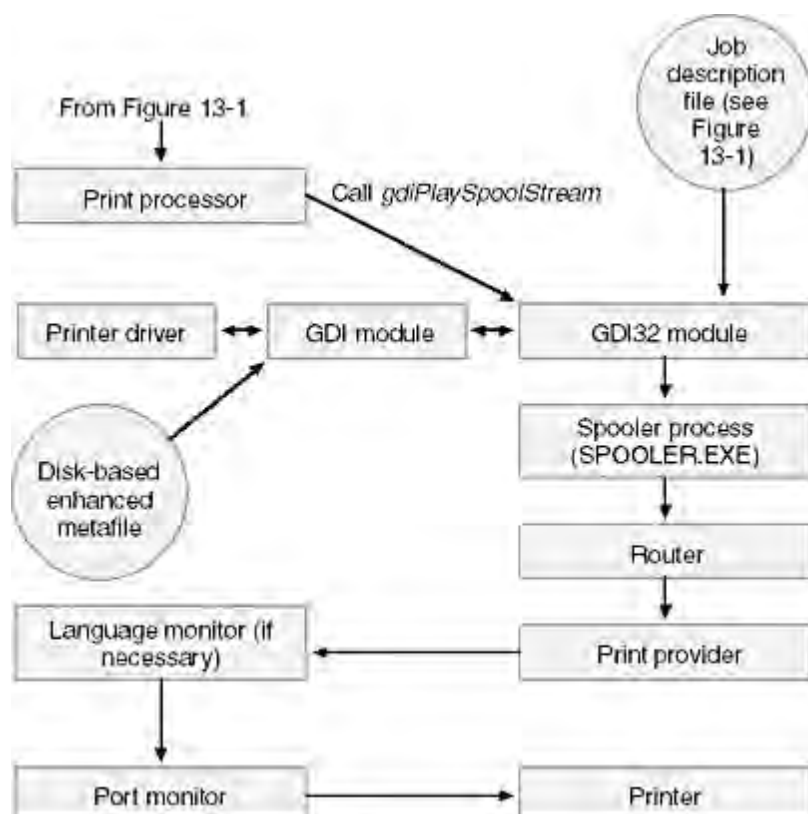 Job
description
file (see
Figure
13-1)
From Figure 13-1
Print processor
Call gdiPlaySpoolStream
Printer driver
GDI module
GDI32 module
Disk-based
enhanced
metafile
Spooler process
(SPOOLER.EXE)
Router
Language monitor (if
necessary)
Print provider
Port monitor
Printer